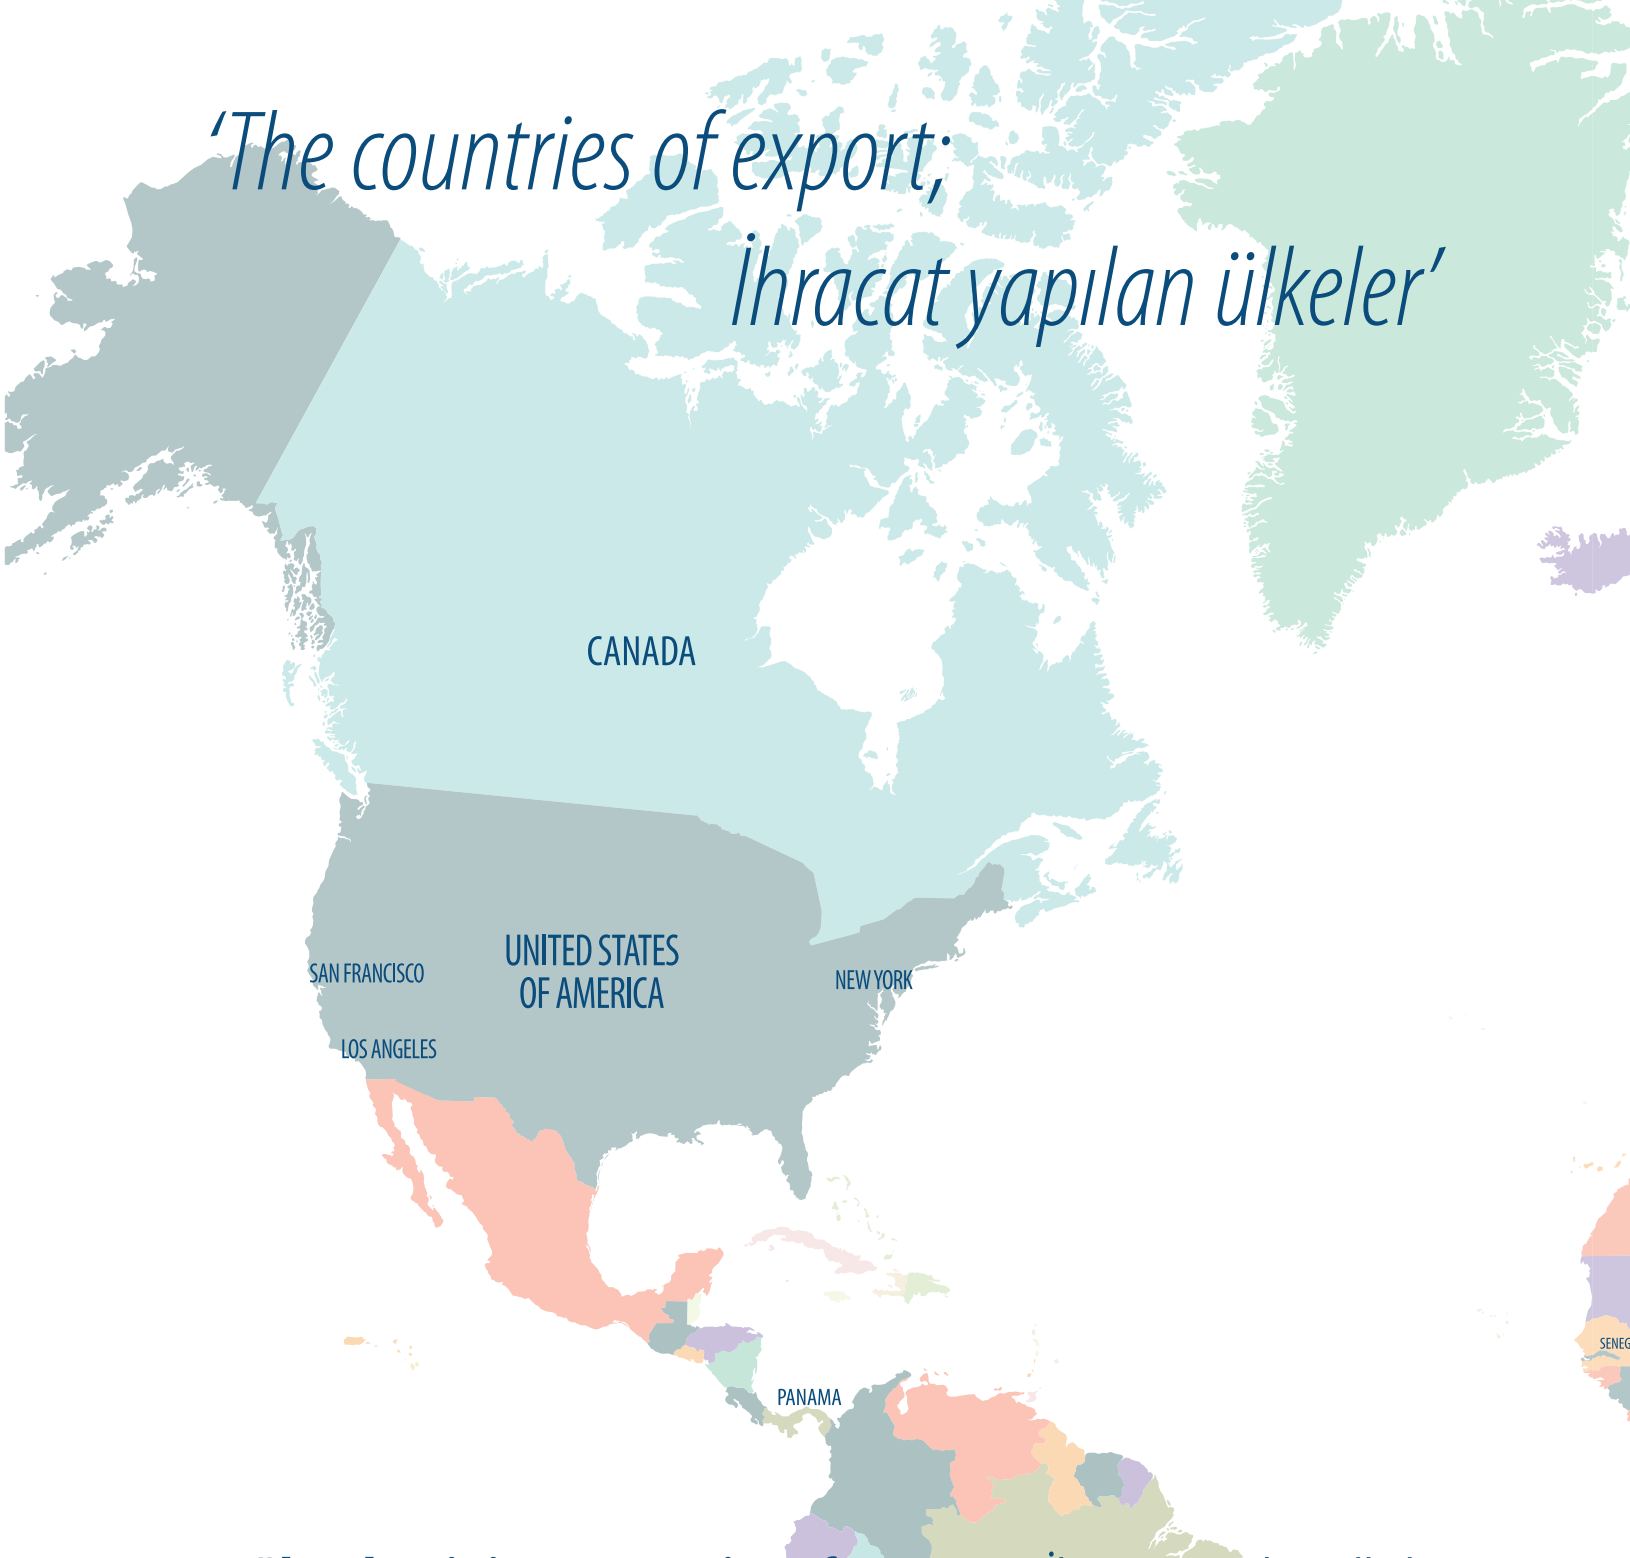 ‘The countries of export;
İhracat yapılan ülkeler’
CANADA
UNITED STATES
OF AMERICA
SAN FRANCISCO
NEW YORK
LOS ANGELES
SENEG
PANAMA